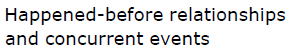 Happened-before relationships
and concurrent events